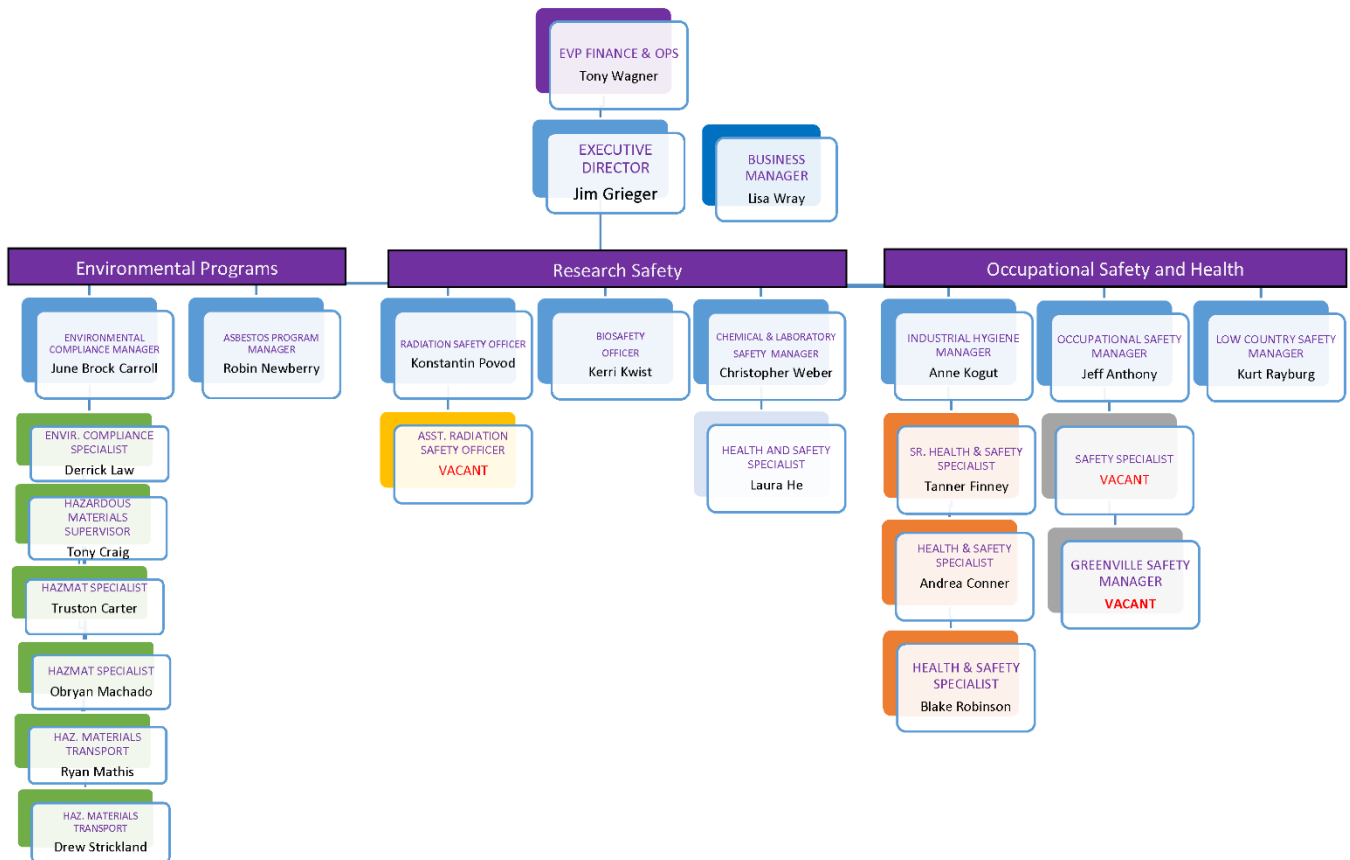 EVP FINANCE & OPS
Tony Wagner
EXECUTIVE
DIRECTOR
Jim Grieger
BUSINESS
MANAGER
Lisa Wray
Environmental Programs
Research Safety
Occupational Safety and Health
ENVIRONMENTAL
COMPLIANCE MANAGER
June Brock Carroll
ASBESTOS PROGRAM
MANAGER
Robin Newberry
RADIATION SAFETY OFFICER
Konstantin Povod
BIOSAFETY
OFFICER
Kerri Kwist
CHEMICAL & LABORATORY
SAFETY MANAGER
Christopher Weber
INDUSTRIAL HYGIENE
MANAGER
Anne Kogut
OCCUPATIONAL SAFETY
MANAGER
Jeff Anthony
LOW COUNTRY SAFETY
MANAGER
Kurt Rayburg
ENVIR. COMPLIANCE
SPECIALIST
Derrick Law
HAZARDOUS
MATERIALS
SUPERVISOR
Tony Craig
HAZMAT SPECIALIST
Truston Carter
HAZMAT SPECIALIST
Obryan Machado
HAZ. MATERIALS
TRANSPORT
Ryan Mathis
HAZ. MATERIALS
TRANSPORT
Drew Strickland
ASST. RADIATION
SAFETY OFFICER
VACANT
HEALTH AND SAFETY
SPECIALIST
Laura He
SR. HEALTH & SAFETY
SPECIALIST
Tanner Finney
HEALTH & SAFETY
SPECIALIST
Andrea Conner
HEALTH & SAFETY
SPECIALIST
Blake Robinson
SAFETY SPECIALIST
VACANT
GREENVILLE SAFETY
MANAGER
VACANT